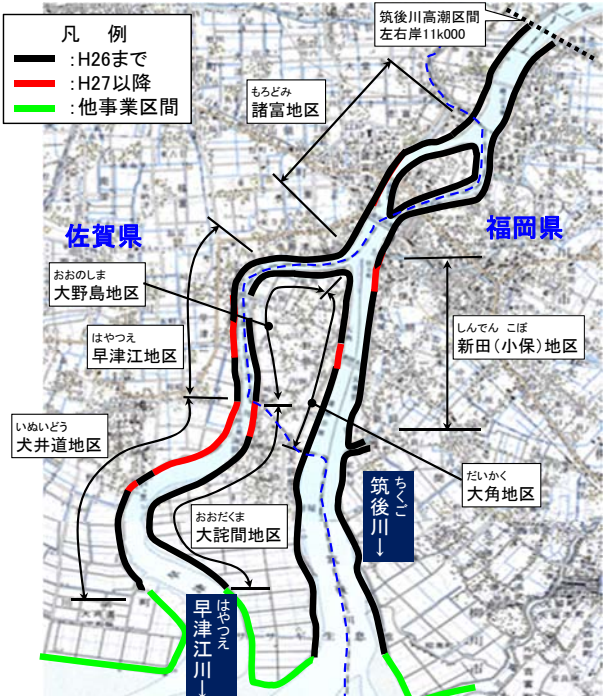 凡 例
:H26まで
:H27以降
:他事業区間
筑後川高潮区間
左右岸11k000
もろどみ
諸富地区
佐賀県
福岡県
おおのしま
大野島地区
はやつえ
早津江地区
しんでん こぼ
新田(小保)地区
いぬいどう
犬井道地区
だいかく
大角地区
おおだくま
大詫間地区
ちくご
筑後川→
はやつえ
早津江川→